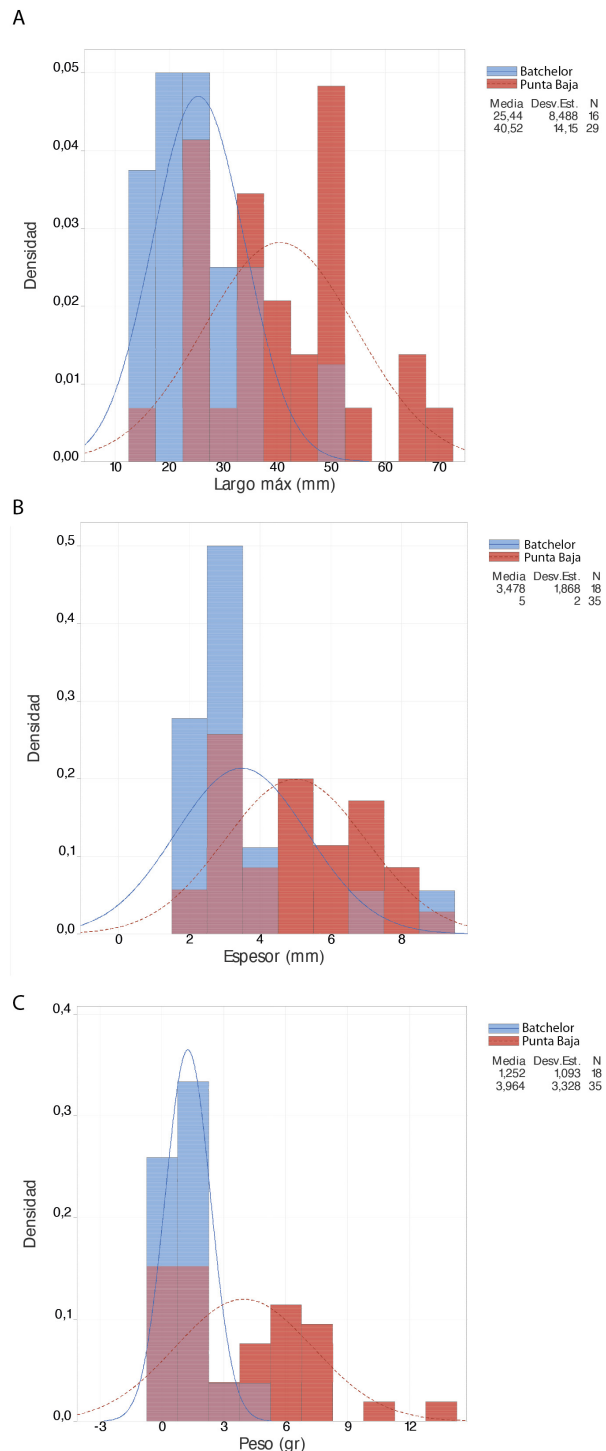 A
Batchelor
Punta Baja
Media Desv.Est. N
25,44 8,488 16
40,52 14,15 29
0,05
0,04
0,03
0,02
0,01
0,00
Densidad
10 20 30 40 50 60 70
Largo máx (mm)
B
Batchelor
Punta Baja
Media Desv.Est. N
3,478 1,868 18
5 2 35
0,5
0,4
0,3
0,2
0,1
0,0
Densidad
0 2 4 6 8
Espesor (mm)
C
Batchelor
Punta Baja
Media Desv.Est. N
1,252 1,093 18
3,964 3,328 35
0,4
0,3
0,2
0,1
0,0
Densidad
-3 0 3 6 9 12
Peso (gr)